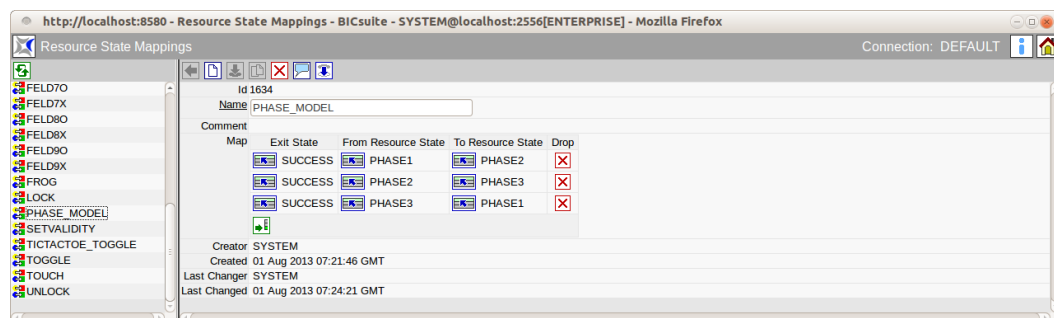 http://localhost:8580 - Resource State Mappings - BICsuite - SYSTEM@localhost:2556[ENTERPRISE] - Mozilla Firefox
Resource State Mappings
Connection: DEFAULT
FELD7O
FELD7X
FELD8O
FELD8X
FELD9O
FELD9X
FROG
LOCK
PHASE_MODEL
SETVALIDITY
TICTACTOE_TOGGLE
TOGGLE
TOUCH
UNLOCK
Id 1634
Name PHASE_MODEL
Comment
Map Exit State From Resource State To Resource State Drop
SUCCESS PHASE1 PHASE2
SUCCESS PHASE2 PHASE3
SUCCESS PHASE3 PHASE1
Creator SYSTEM
Created 01 Aug 2013 07:21:46 GMT
Last Changer SYSTEM
Last Changed 01 Aug 2013 07:24:21 GMT